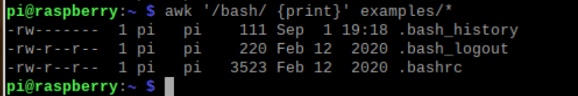 pi@raspberry:~ $ awk '/bash/ {print}' examples/*
-rw-------  1 pi   pi    111 Sep  1 19:18 .bash_history
-rw-r--r--  1 pi   pi    220 Feb 12  2020 .bash_logout
-rw-r--r--  1 pi   pi   3523 Feb 12  2020 .bashrc
pi@raspberry:~ $